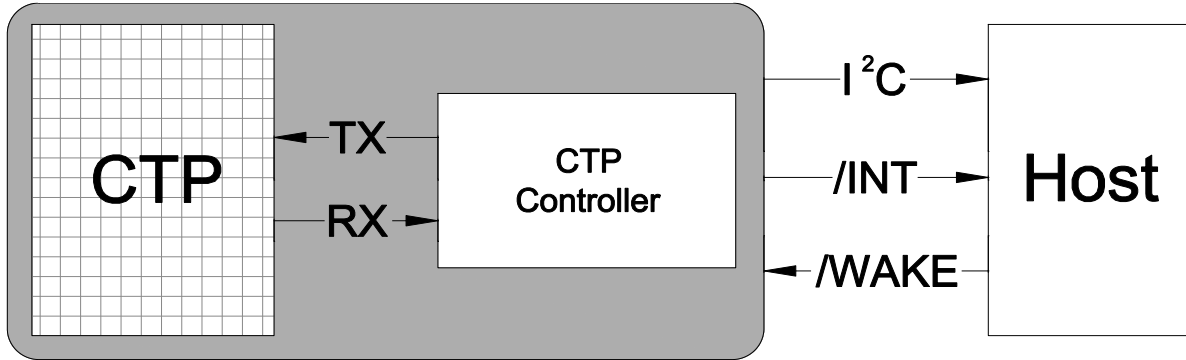 CTP
TX
RX
CTP
Controller
I²C
/INT
/WAKE
Host